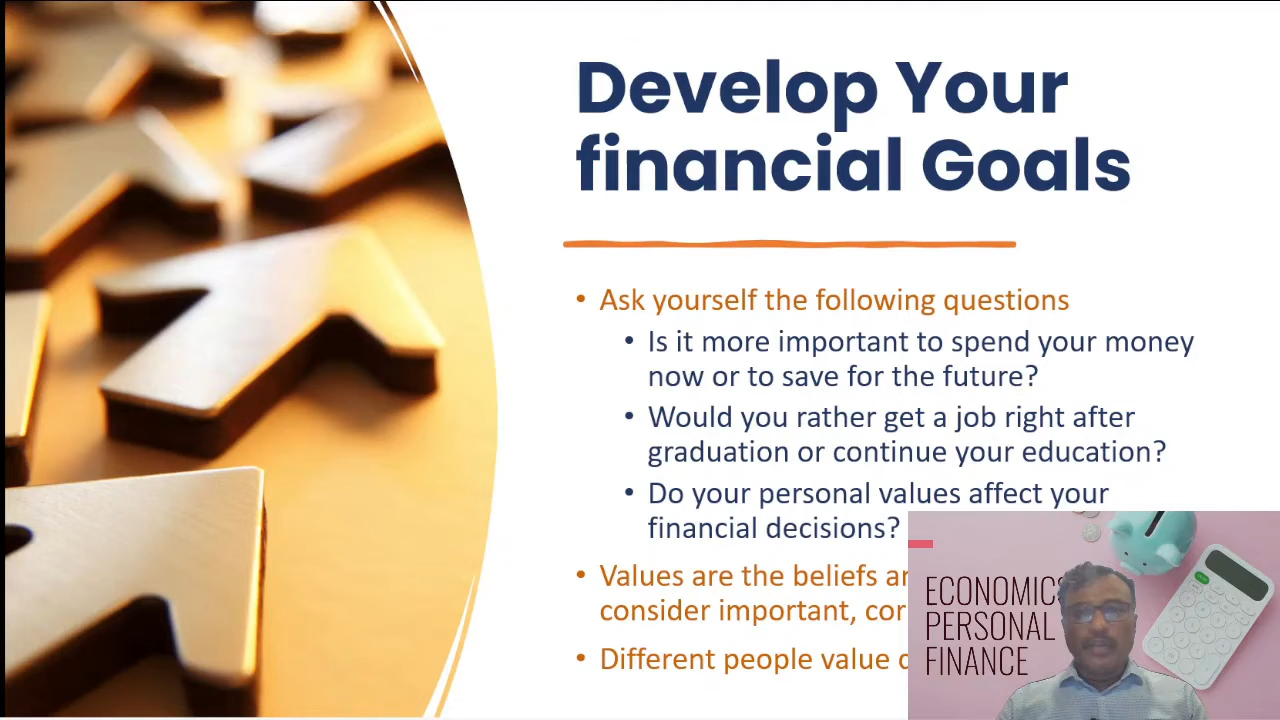 Develop Your
financial Goals
• Ask yourself the following questions
• Is it more important to spend your money
now or to save for the future?
• Would you rather get a job right after
graduation or continue your education?
• Do your personal values affect your
financial decisions?
• Values are the beliefs
consider important,
• Different people value
ECONOMICS
PERSONAL
FINANCE